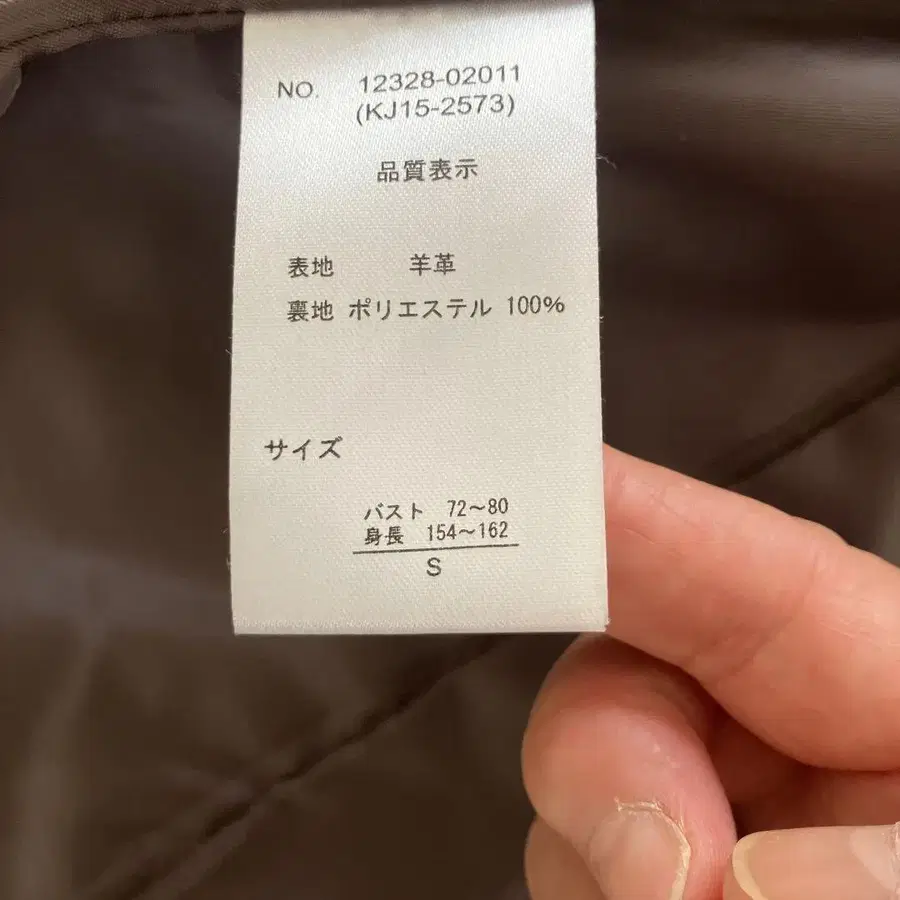 NO. 12328-02011
(KJ15-2573)
品質表示
表地 羊革
裏地 ポリエステル 100%
サイズ
バスト 72～80
身長 154～162
S